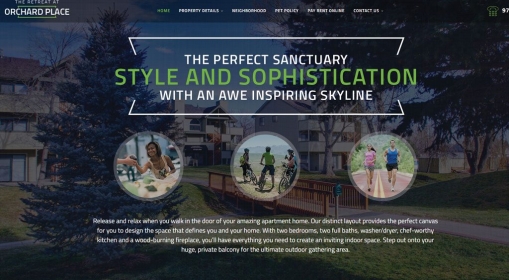 THE RETREAT AT
ORCHARD PLACE
HOME PROPERTY DETAILS NEIGHBORHOOD PET POLICY PAY RENT ONLINE CONTACT US
97
THE PERFECT SANCTUARY
STYLE AND SOPHISTICATION
WITH AN AWE INSPIRING SKYLINE
Release and relax when you walk in the door of your amazing apartment home. Our distinct layout provides the perfect canvas
for you to design the space that defines you and your home. With two bedrooms, two full baths, washer/dryer, chef-worthy
kitchen and a wood-burning fireplace, you'll have everything you need to create an inviting indoor space. Step out onto your
huge, private balcony for the ultimate outdoor gathering area.